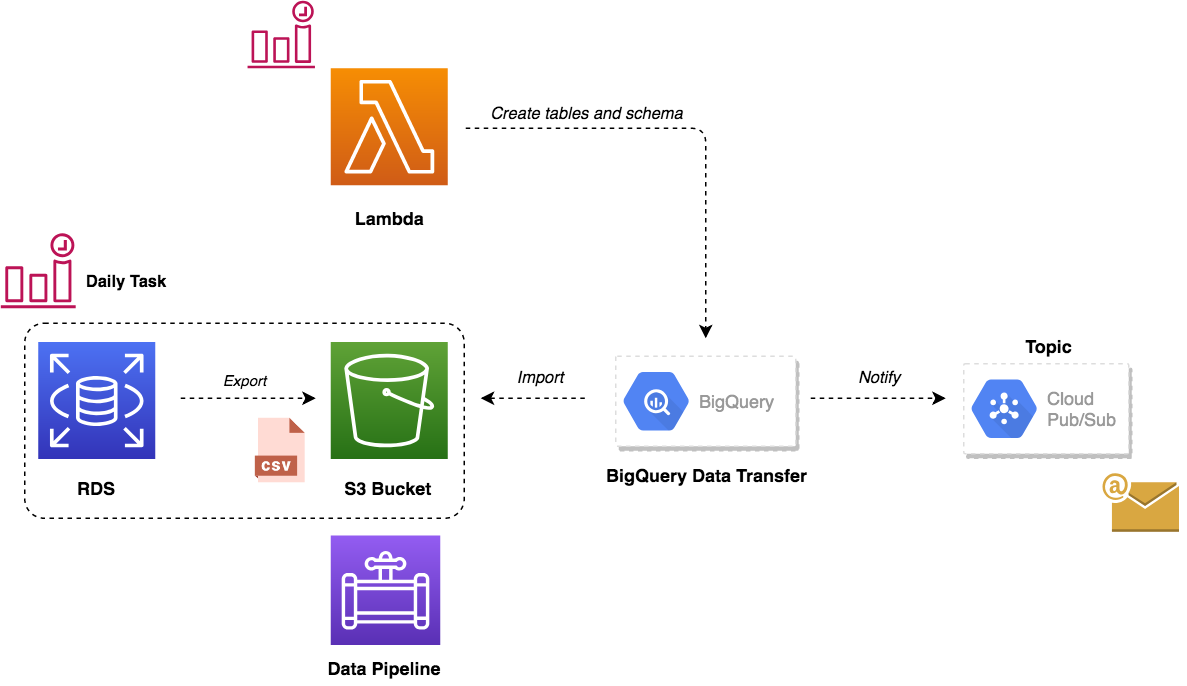 Create tables and schema
Lambda
Daily Task
Export
CSV
RDS
S3 Bucket
Import
BigQuery
BigQuery Data Transfer
Notify
Topic
Cloud
Pub/Sub
@
Data Pipeline